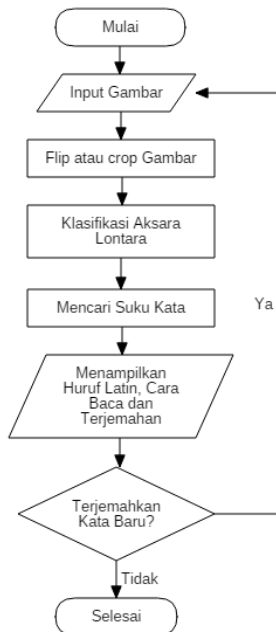 Mulai
Input Gambar
Flip atau crop Gambar
Klasifikasi Aksara
Lontara
Mencari Suku Kata
Ya
Menampilkan
Huruf Latin, Cara
Baca dan
Terjemahan
Terjemahkan
Kata Baru?
Tidak
Selesai